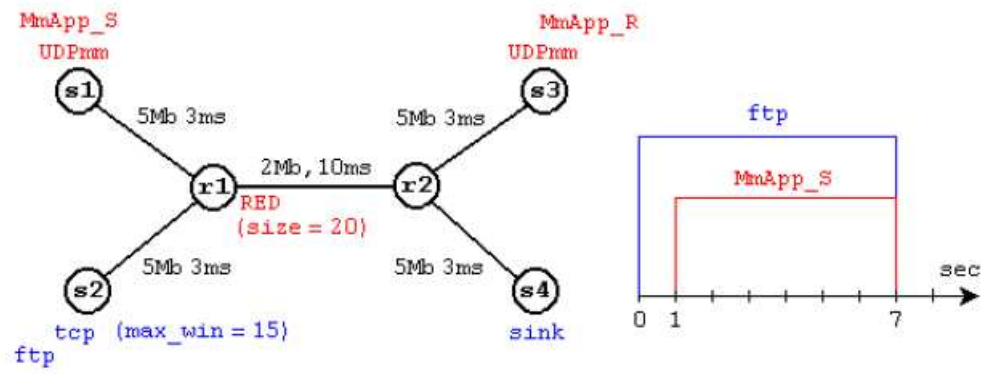 MmApp_S
UDPmm
s1
5Mb 3ms
MmApp_R
UDPmm
s3
5Mb 3ms
r1
2Mb, 10ms
r2
RED
(size = 20)
5Mb 3ms
s2
tcp (max_win = 15)
ftp
5Mb 3ms
s4
sink
ftp
MmApp_S
sec
0 1 7